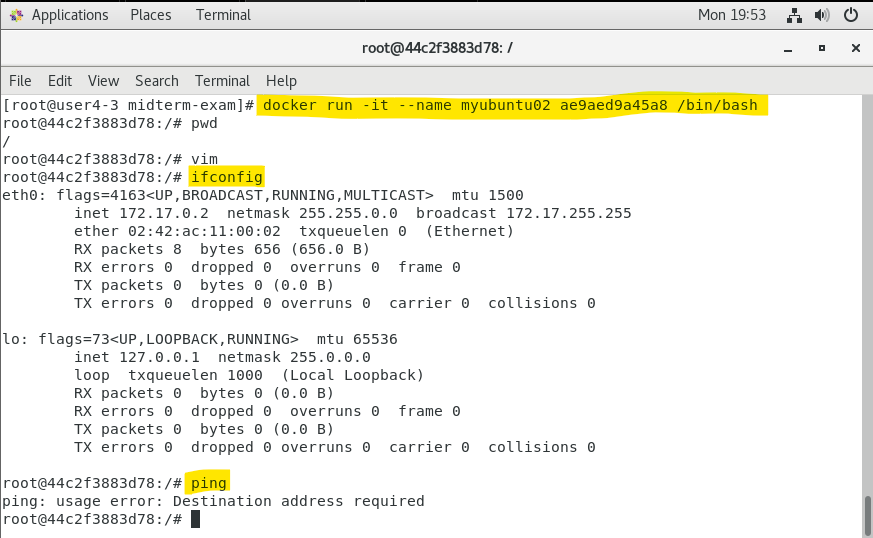 Applications Places Terminal Mon 19:53
root@44c2f3883d78: /
File Edit View Search Terminal Help
[root@user4-3 midterm-exam]# docker run -it --name myubuntu02 ae9aed9a45a8 /bin/bash
root@44c2f3883d78:/# pwd
/
root@44c2f3883d78:/# vim
root@44c2f3883d78:/# ifconfig
eth0: flags=4163<UP,BROADCAST,RUNNING,MULTICAST>  mtu 1500
        inet 172.17.0.2  netmask 255.255.0.0  broadcast 172.17.255.255
        ether 02:42:ac:11:00:02  txqueuelen 0  (Ethernet)
        RX packets 8  bytes 656 (656.0 B)
        RX errors 0  dropped 0  overruns 0  frame 0
        TX packets 0  bytes 0 (0.0 B)
        TX errors 0  dropped 0 overruns 0  carrier 0  collisions 0

lo: flags=73<UP,LOOPBACK,RUNNING>  mtu 65536
        inet 127.0.0.1  netmask 255.0.0.0
        loop  txqueuelen 1000  (Local Loopback)
        RX packets 0  bytes 0 (0.0 B)
        RX errors 0  dropped 0  overruns 0  frame 0
        TX packets 0  bytes 0 (0.0 B)
        TX errors 0  dropped 0 overruns 0  carrier 0  collisions 0

root@44c2f3883d78:/# ping
ping: usage error: Destination address required
root@44c2f3883d78:/#